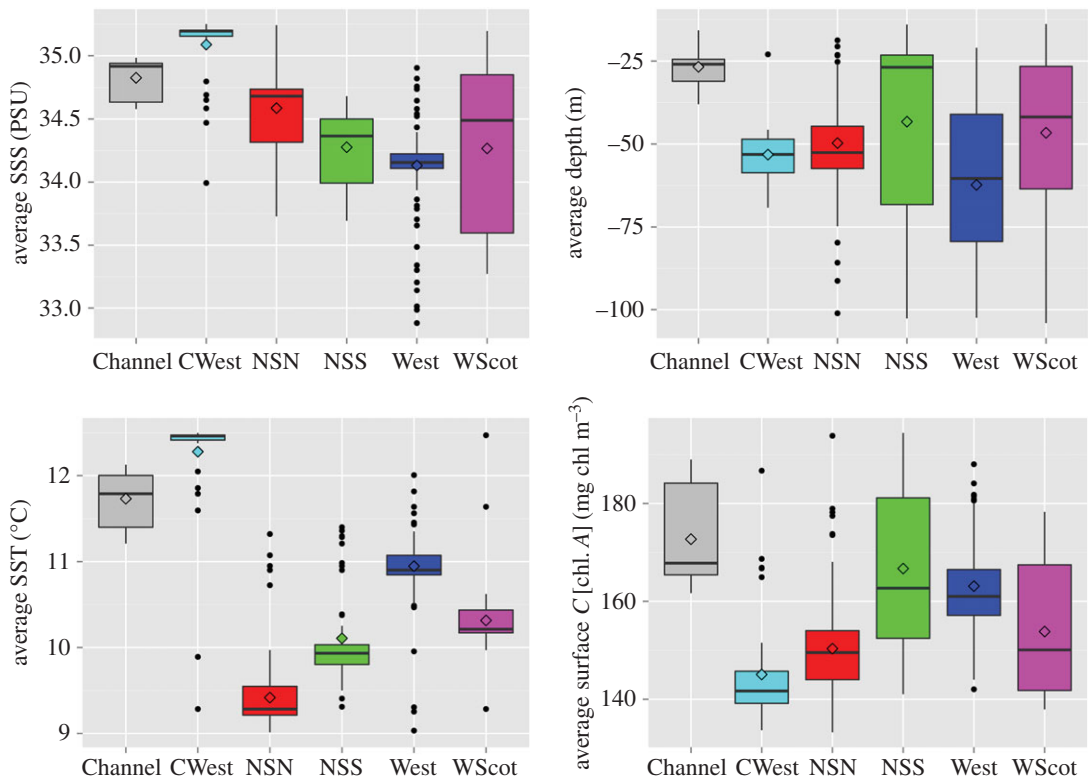 average SSS (PSU)
35.0
34.5
34.0
33.5
33.0
Channel CWest NSN NSS West WScot
average depth (m)
−25
−50
−75
−100
Channel CWest NSN NSS West WScot
average SST (°C)
12
11
10
9
Channel CWest NSN NSS West WScot
average surface C [chl. A] (mg chl m⁻³)
180
160
140
Channel CWest NSN NSS West WScot